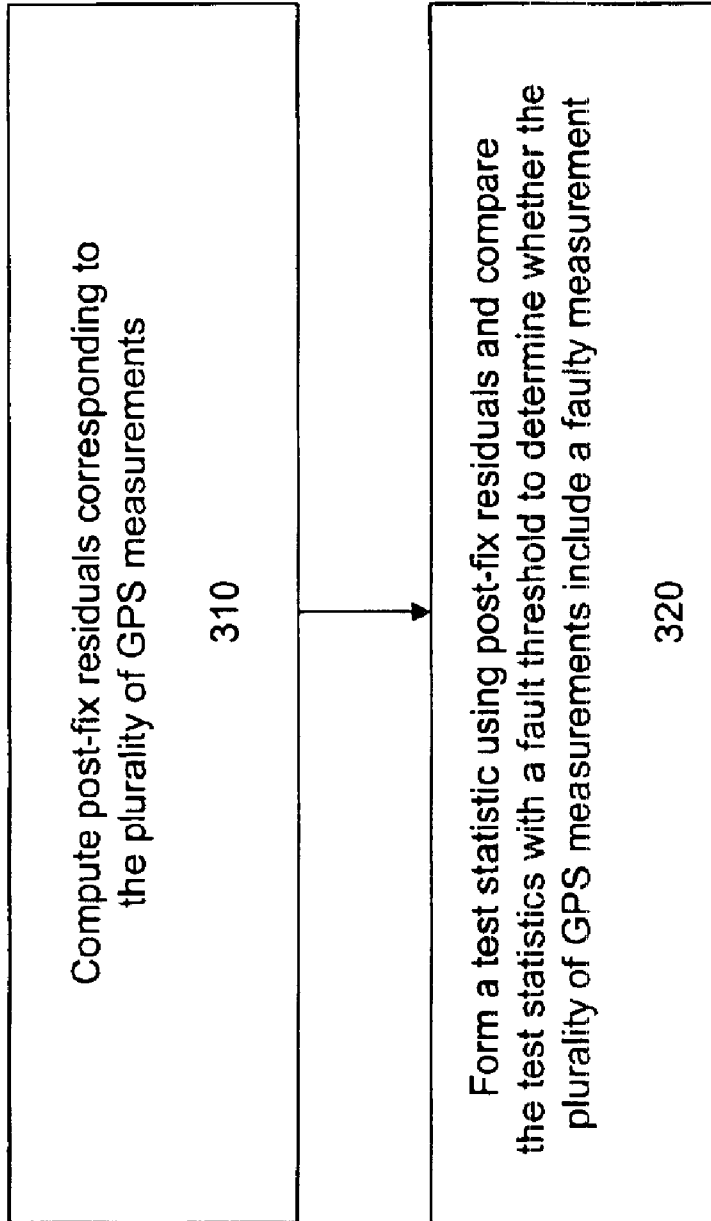 Compute post-fix residuals corresponding to
the plurality of GPS measurements
310
Form a test statistic using post-fix residuals and compare
the test statistics with a fault threshold to determine whether the
plurality of GPS measurements include a faulty measurement
320